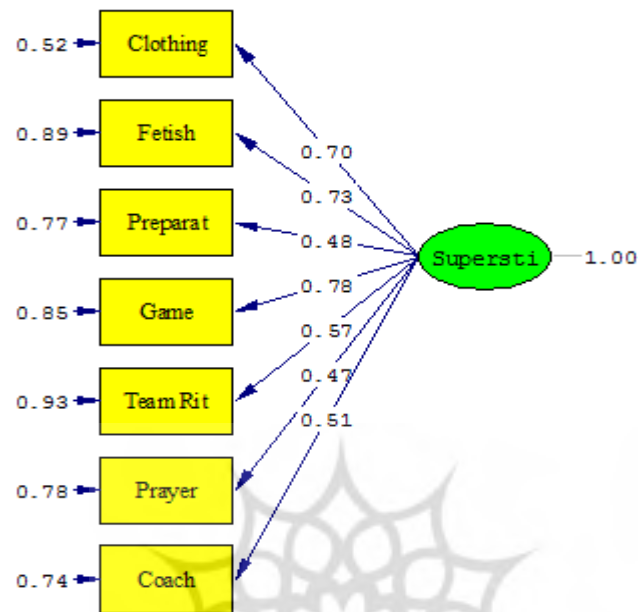 0.52 Clothing
0.70
0.89 Fetish
0.73
0.77 Preparat
0.48
Supersti 1.00
0.78
0.85 Game
0.57
0.93 Team Rit
0.47
0.51
0.78 Prayer
0.74 Coach